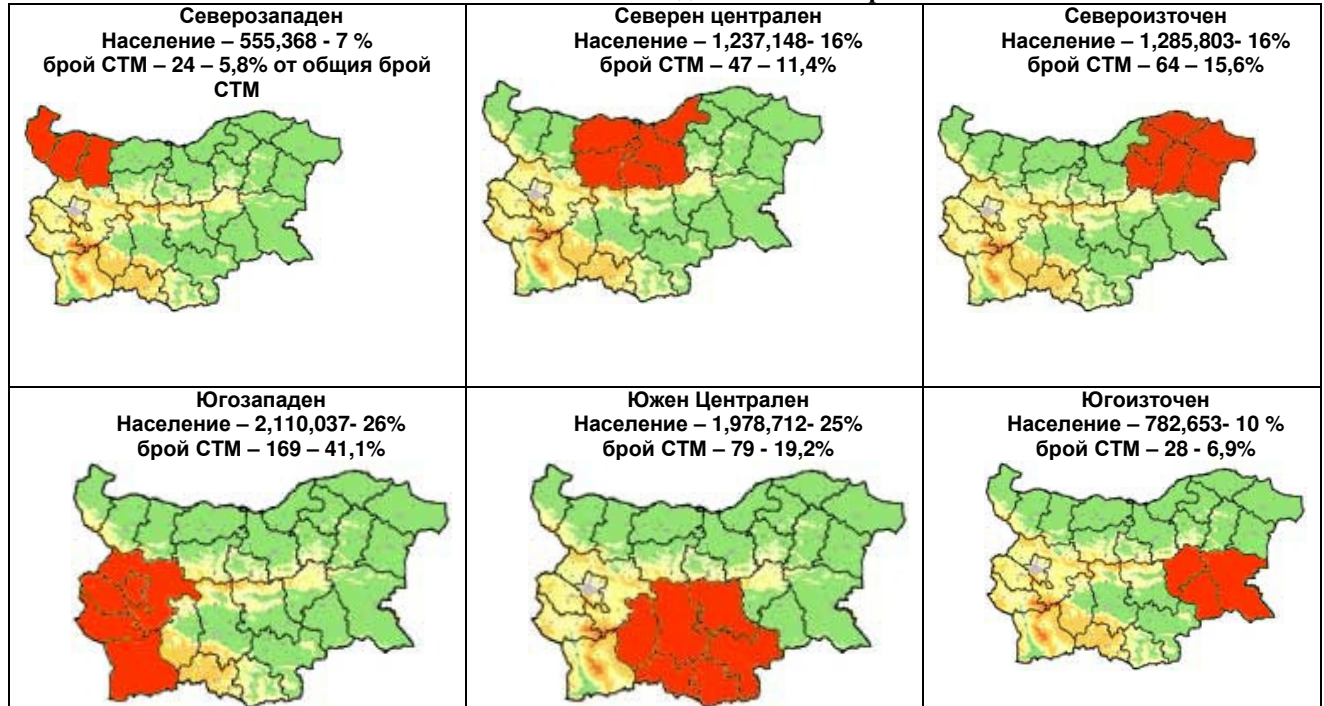 Северозападен
Население – 555,368 - 7 %
брой СТМ – 24 – 5,8% от общия брой
СТМ
Северен централен
Население – 1,237,148- 16%
брой СТМ – 47 – 11,4%
Североизточен
Население – 1,285,803- 16%
брой СТМ – 64 – 15,6%
Югозападен
Население – 2,110,037- 26%
брой СТМ – 169 – 41,1%
Южен Централен
Население – 1,978,712- 25%
брой СТМ – 79 - 19,2%
Югоизточен
Население – 782,653- 10 %
брой СТМ – 28 - 6,9%